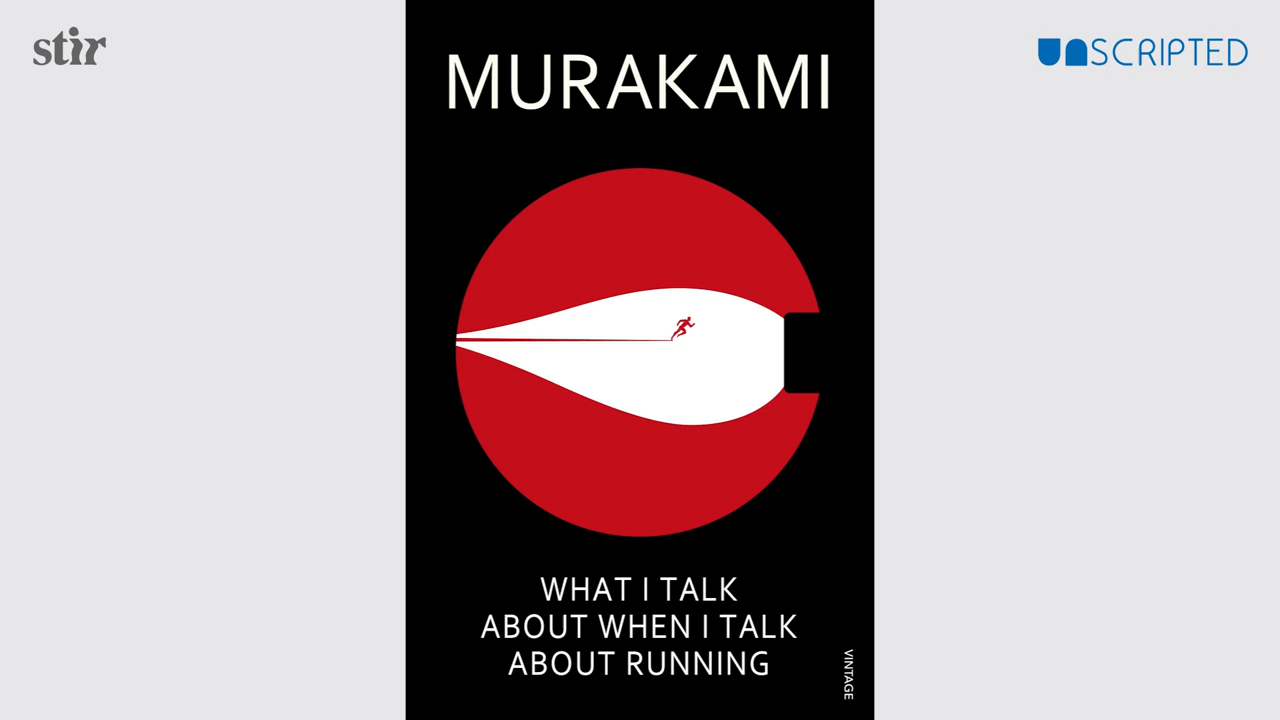 stir
UNSCRIPTED
MURAKAMI
WHAT I TALK
ABOUT WHEN I TALK
ABOUT RUNNING
VINTAGE